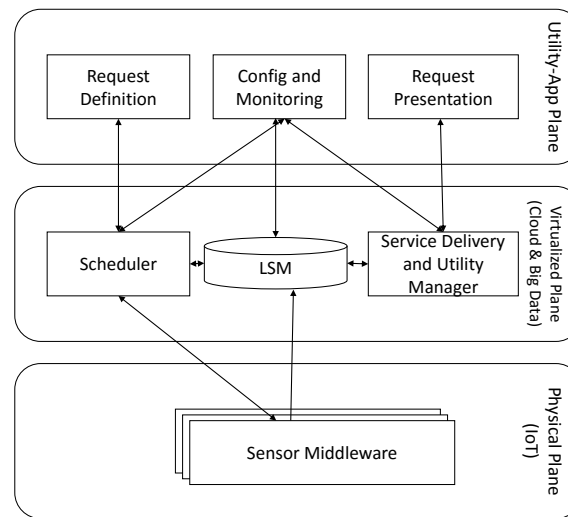 Request
Definition
Config and
Monitoring
Request
Presentation
Utility-App Plane
Scheduler
LSM
Service Delivery
and Utility
Manager
Virtualized Plane
(Cloud & Big Data)
Sensor Middleware
Physical Plane
(IoT)